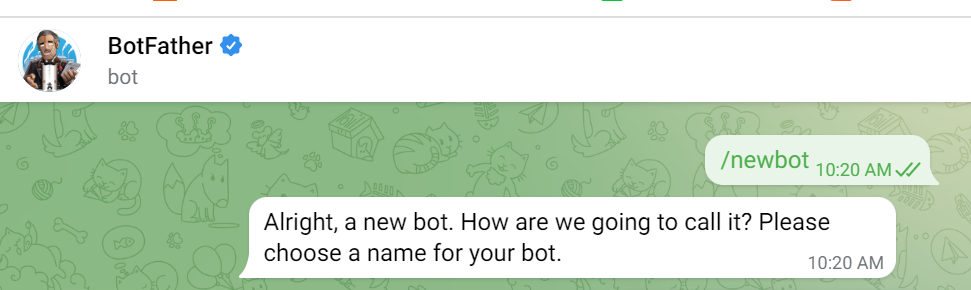 BotFather
bot
/newbot 10:20 AM
Alright, a new bot. How are we going to call it? Please
choose a name for your bot.
10:20 AM